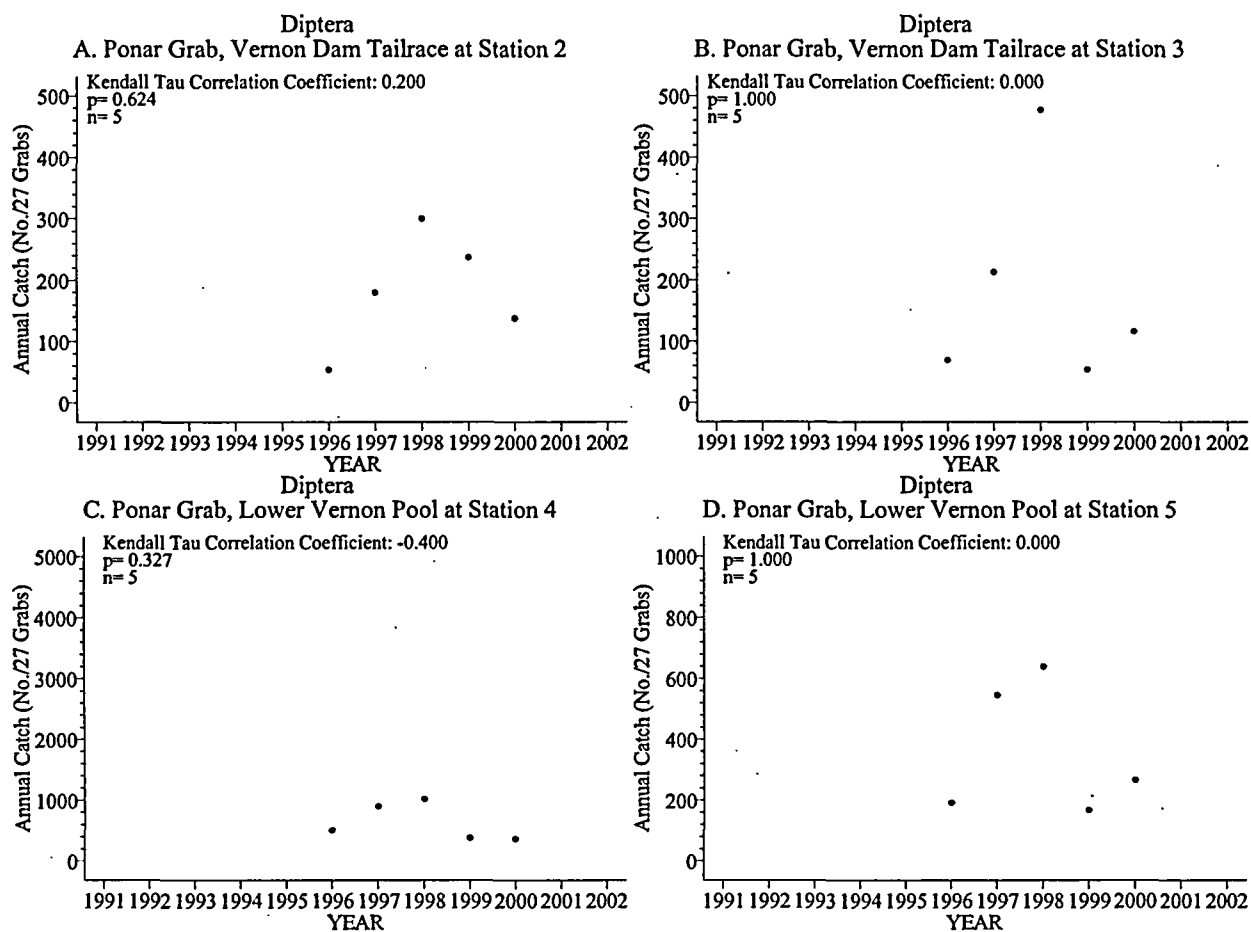 Diptera
A. Ponar Grab, Vernon Dam Tailrace at Station 2
Kendall Tau Correlation Coefficient: 0.200
p= 0.624
n= 5
Annual Catch (No./27 Grabs)
500
400
300
200
100
0
1991 1992 1993 1994 1995 1996 1997 1998 1999 2000 2001 2002
YEAR
Diptera
B. Ponar Grab, Vernon Dam Tailrace at Station 3
Kendall Tau Correlation Coefficient: 0.000
p= 1.000
n= 5
Annual Catch (No./27 Grabs)
500
400
300
200
100
0
1991 1992 1993 1994 1995 1996 1997 1998 1999 2000 2001 2002
YEAR
Diptera
C. Ponar Grab, Lower Vernon Pool at Station 4
Kendall Tau Correlation Coefficient: -0.400
p= 0.327
n= 5
Annual Catch (No./27 Grabs)
5000
4000
3000
2000
1000
0
1991 1992 1993 1994 1995 1996 1997 1998 1999 2000 2001 2002
YEAR
Diptera
D. Ponar Grab, Lower Vernon Pool at Station 5
Kendall Tau Correlation Coefficient: 0.000
p= 1.000
n= 5
Annual Catch (No./27 Grabs)
1000
800
600
400
200
0
1991 1992 1993 1994 1995 1996 1997 1998 1999 2000 2001 2002
YEAR